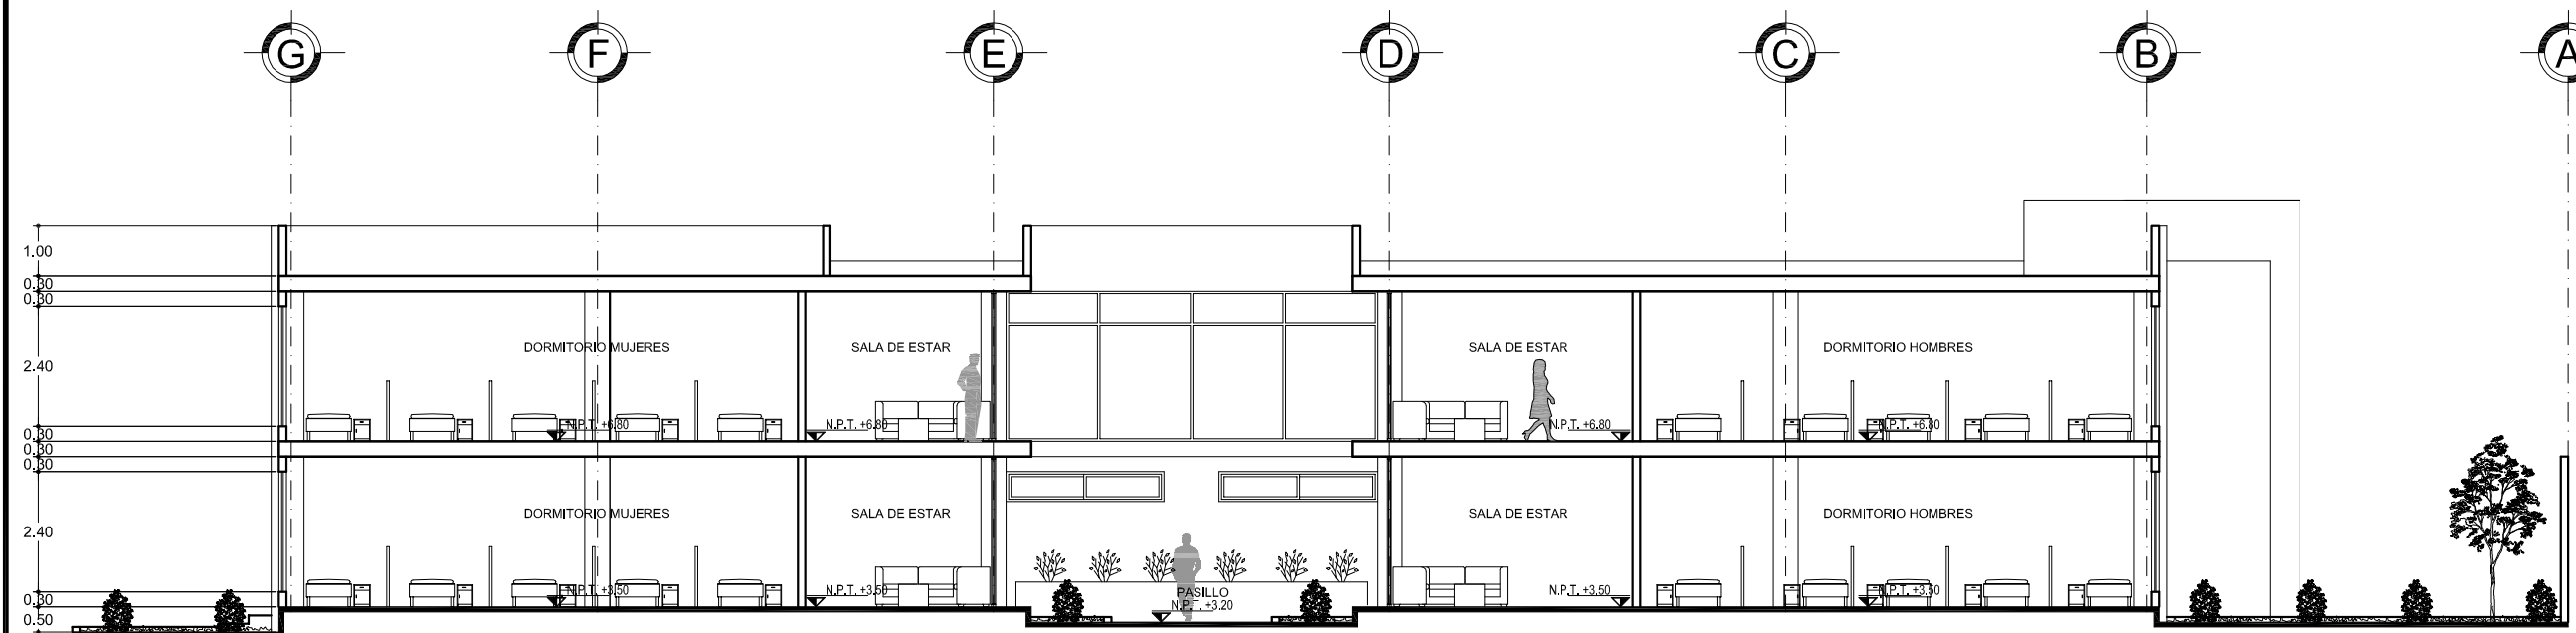 G F E D C B A
1.00
0.30
0.30
2.40
DORMITORIO MUJERES SALA DE ESTAR SALA DE ESTAR DORMITORIO HOMBRES
N.P.T. +6.80 N.P.T. +6.80 N.P.T. +6.80 N.P.T. +6.80
0.30
0.30
0.30
2.40
DORMITORIO MUJERES SALA DE ESTAR SALA DE ESTAR DORMITORIO HOMBRES
N.P.T. +3.50 N.P.T. +3.50 N.P.T. +3.50 N.P.T. +3.50
PASILLO
N.P.T. +3.20
0.30
0.50